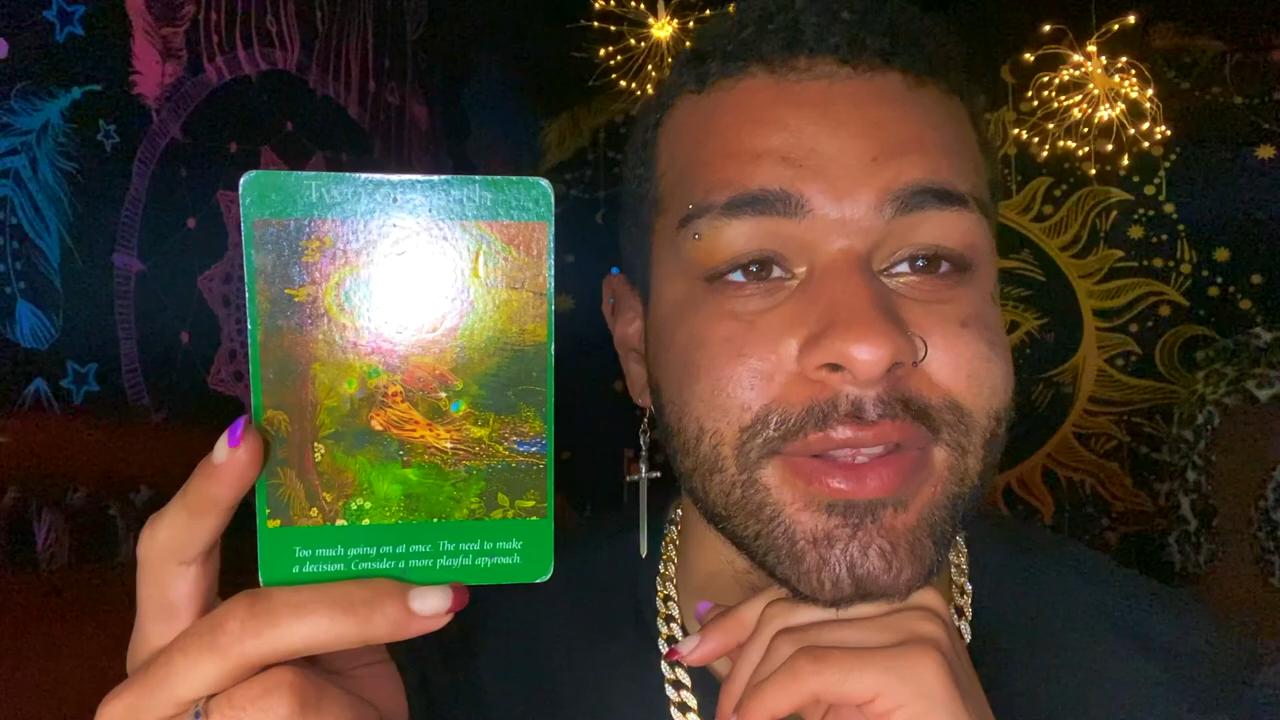 Too much going on at once. The need to make
a decision. Consider a more playful approach.